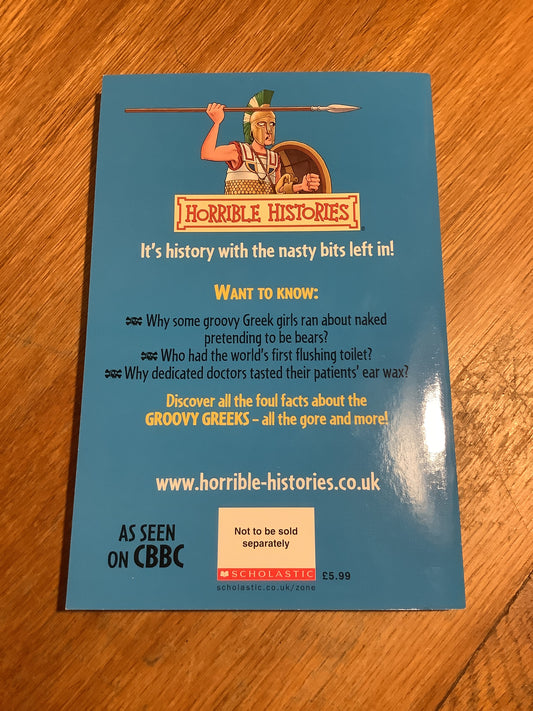 HORRIBLE HISTORIES®
It's history with the nasty bits left in!
WANT TO KNOW:
Why some groovy Greek girls ran about naked
pretending to be bears?
Who had the world's first flushing toilet?
Why dedicated doctors tasted their patients' ear wax?
Discover all the foul facts about the
GROOVY GREEKS – all the gore and more!
www.horrible-histories.co.uk
AS SEEN
ON CBBC
Not to be sold
separately
SCHOLASTIC
£5.99
scholastic.co.uk/zone